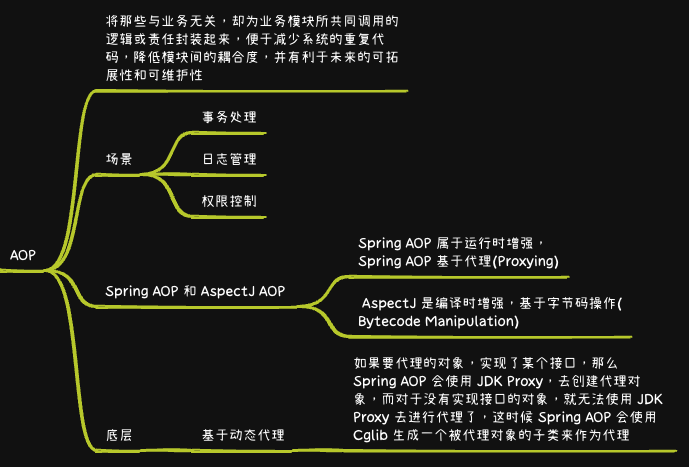 将那些与业务无关，却为业务模块所共同调用的
逻辑或责任封装起来，便于减少系统的重复代
码，降低模块间的耦合度，并有利于未来的可拓
展性和可维护性
事务处理
场景
日志管理
权限控制
AOP
Spring AOP 和 AspectJ AOP
Spring AOP 属于运行时增强，
Spring AOP 基于代理(Proxying)
AspectJ 是编译时增强，基于字节码操作(
Bytecode Manipulation)
底层
基于动态代理
如果要代理的对象，实现了某个接口，那么
Spring AOP 会使用 JDK Proxy，去创建代理对
象，而对于没有实现接口的对象，就无法使用 JDK
Proxy 去进行代理了，这时候 Spring AOP 会使用
Cglib 生成一个被代理对象的子类来作为代理